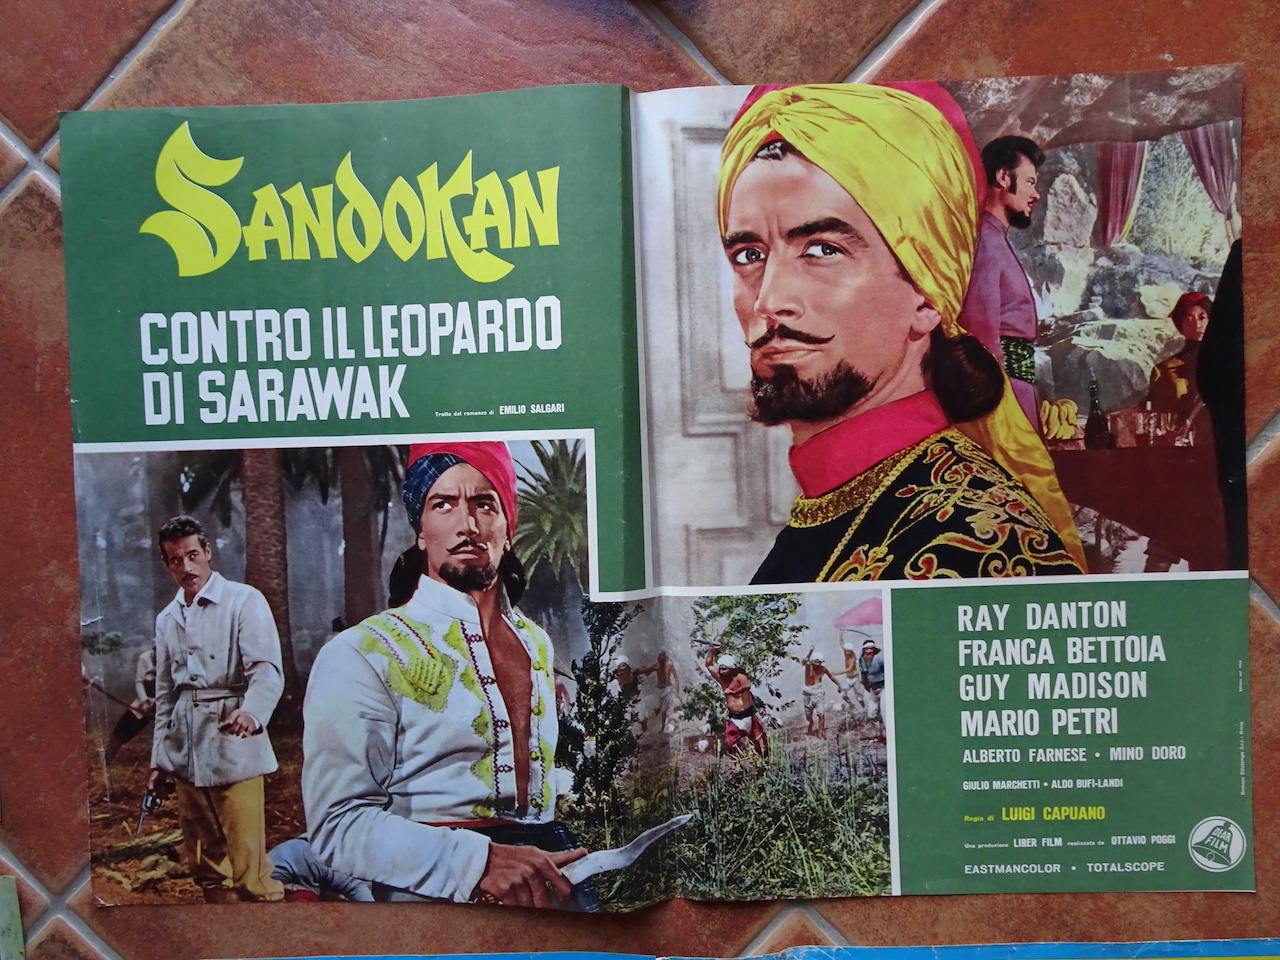 SANDOKAN
CONTRO IL LEOPARDO
DI SARAWAK
Tratto dal romanzo di EMILIO SALGARI
RAY DANTON
FRANCA BETTOIA
GUY MADISON
MARIO PETRI
ALBERTO FARNESE · MINO DORO
GIULIO MARCHETTI · ALDO BUFI-LANDI
Regia di LUIGI CAPUANO
Una produzione LIBER FILM realizzata da OTTAVIO POGGI
EASTMANCOLOR · TOTALSCOPE
DEAR
FILM